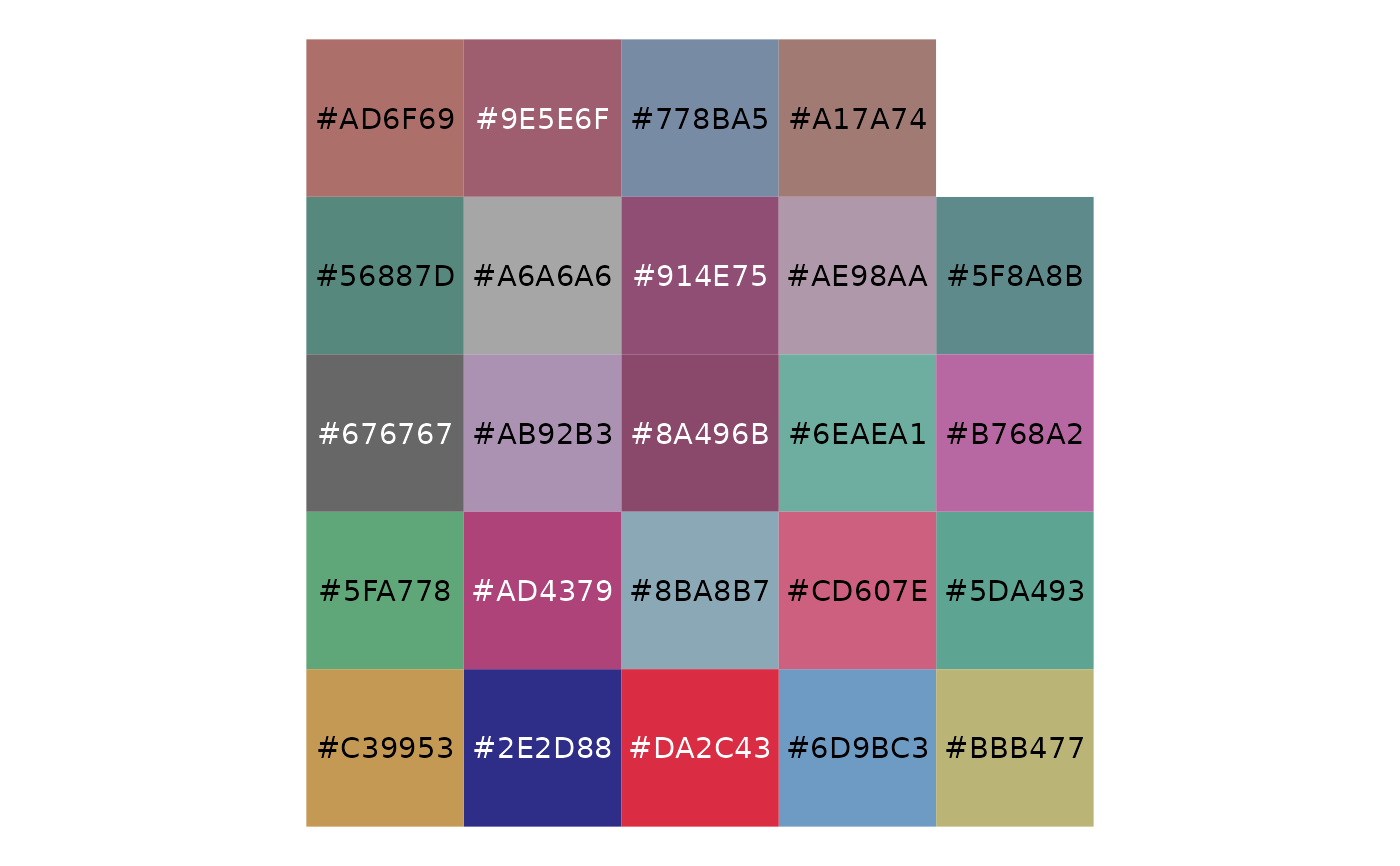 #AD6F69 #9E5E6F #778BA5 #A17A74
#56887D #A6A6A6 #914E75 #AE98AA #5F8A8B
#676767 #AB92B3 #8A496B #6EAEA1 #B768A2
#5FA778 #AD4379 #8BA8B7 #CD607E #5DA493
#C39953 #2E2D88 #DA2C43 #6D9BC3 #BBB477